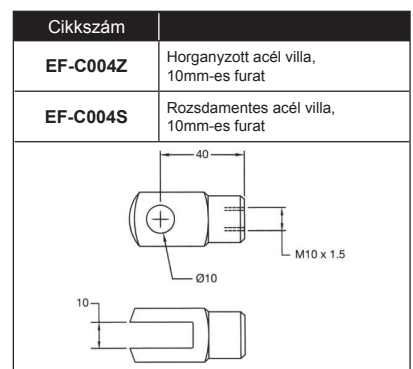 Cikkszám
EF-C004Z
Horganyzott acél villa,
10mm-es furat
EF-C004S
Rozsdamentes acél villa,
10mm-es furat
40
M10 x 1.5
Ø10
10